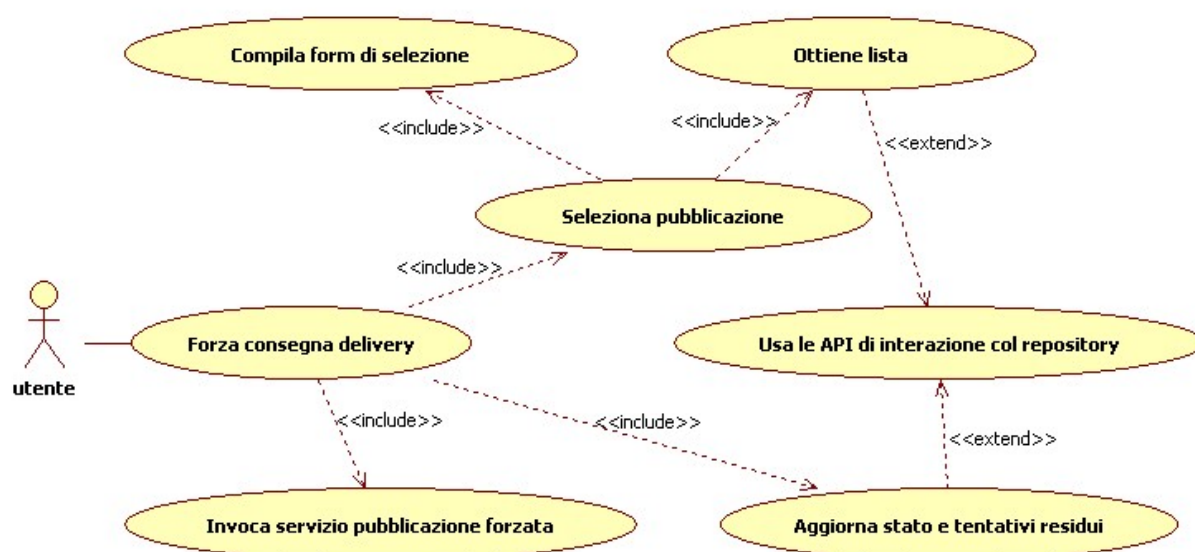 Compila form di selezione
Ottiene lista
<<include>>
<<include>>
<<extend>>
Seleziona pubblicazione
<<include>>
Forza consegna delivery
Usa le API di interazione col repository
utente
<<include>>
<<include>>
<<extend>>
Invoca servizio pubblicazione forzata
Aggiorna stato e tentativi residui